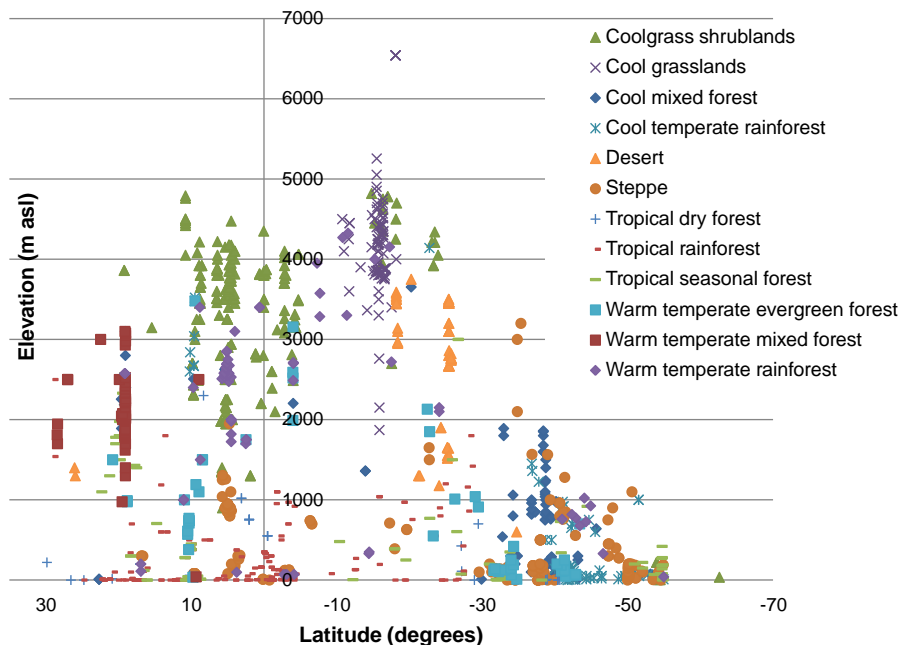 7000
6000
5000
4000
3000
2000
1000
0
Elevation (m asl)
30
10
-10
-30
-50
-70
Latitude (degrees)
Coolgrass shrublands
Cool grasslands
Cool mixed forest
Cool temperate rainforest
Desert
Steppe
Tropical dry forest
Tropical rainforest
Tropical seasonal forest
Warm temperate evergreen forest
Warm temperate mixed forest
Warm temperate rainforest